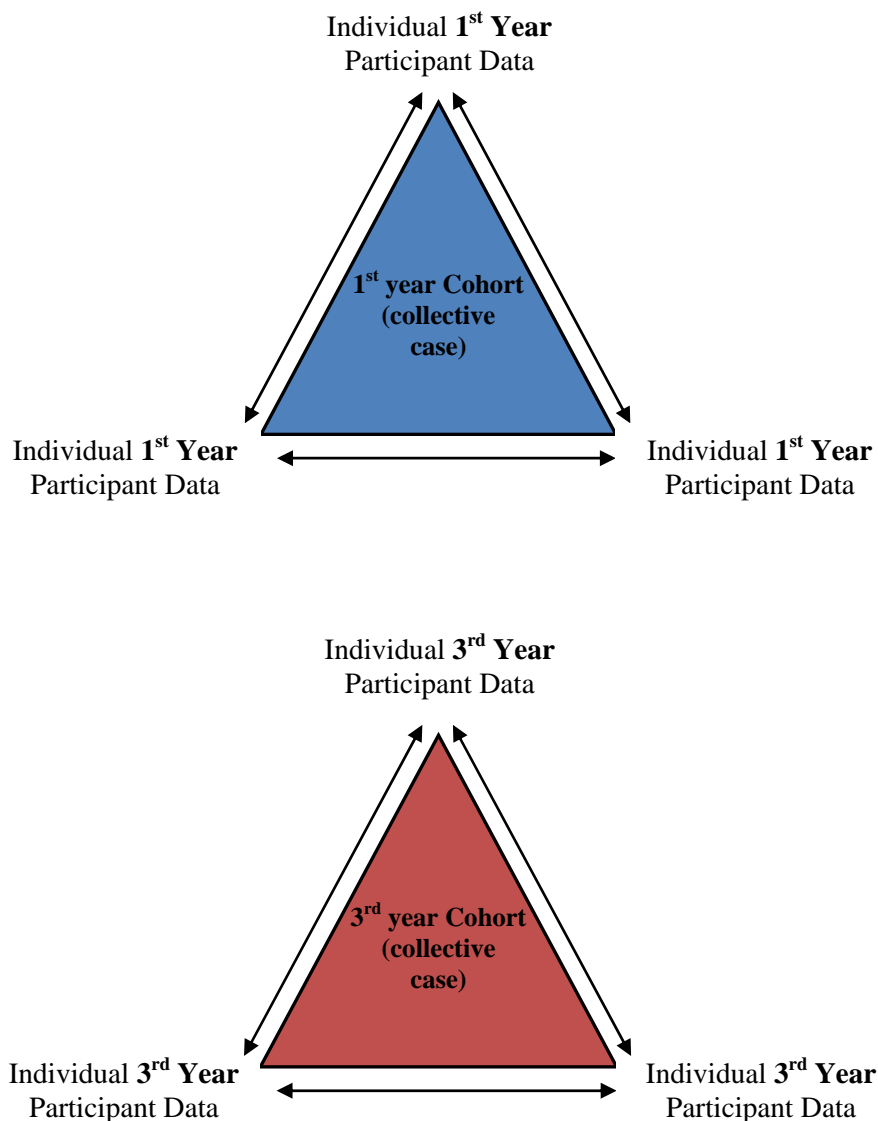 Individual 1st Year
Participant Data
1st year Cohort
(collective
case)
Individual 1st Year
Participant Data
Individual 1st Year
Participant Data
Individual 3rd Year
Participant Data
3rd year Cohort
(collective
case)
Individual 3rd Year
Participant Data
Individual 3rd Year
Participant Data